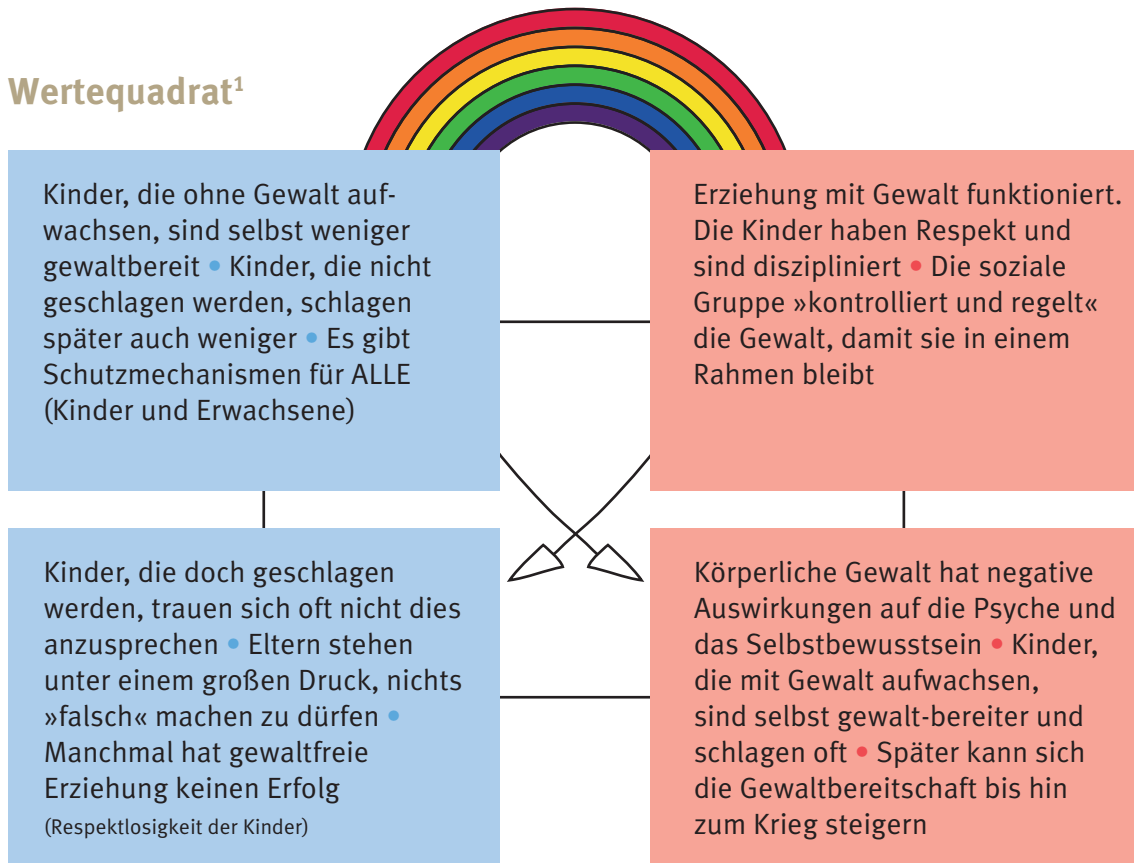 Wertequadrat¹
Kinder, die ohne Gewalt auf-
wachsen, sind selbst weniger
gewaltbereit • Kinder, die nicht
geschlagen werden, schlagen
später auch weniger • Es gibt
Schutzmechanismen für ALLE
(Kinder und Erwachsene)
Erziehung mit Gewalt funktioniert.
Die Kinder haben Respekt und
sind diszipliniert • Die soziale
Gruppe »kontrolliert und regelt«
die Gewalt, damit sie in einem
Rahmen bleibt
Kinder, die doch geschlagen
werden, trauen sich oft nicht dies
anzusprechen • Eltern stehen
unter einem großen Druck, nichts
»falsch« machen zu dürfen •
Manchmal hat gewaltfreie
Erziehung keinen Erfolg
(Respektlosigkeit der Kinder)
Körperliche Gewalt hat negative
Auswirkungen auf die Psyche und
das Selbstbewusstsein • Kinder,
die mit Gewalt aufwachsen,
sind selbst gewalt-bereiter und
schlagen oft • Später kann sich
die Gewaltbereitschaft bis hin
zum Krieg steigern